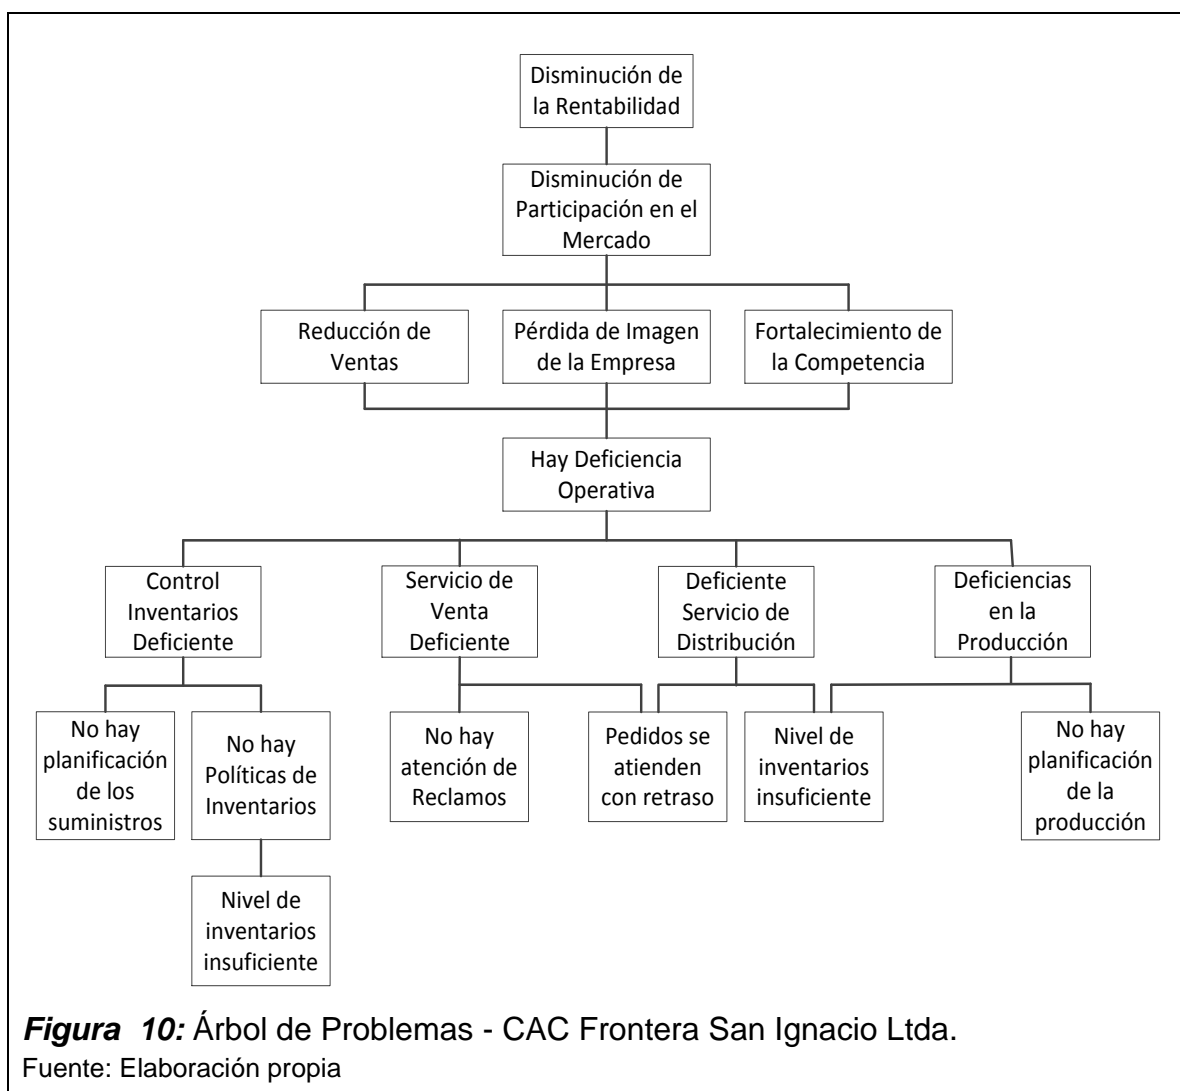 Disminución de
la Rentabilidad
Disminución de
Participación en el
Mercado
Reducción de
Ventas
Pérdida de Imagen
de la Empresa
Fortalecimiento de
la Competencia
Hay Deficiencia
Operativa
Control
Inventarios
Deficiente
Servicio de
Venta
Deficiente
Deficiente
Servicio de
Distribución
Deficiencias
en la
Producción
No hay
planificación
de los
suministros
No hay
Políticas de
Inventarios
No hay
atención de
Reclamos
Pedidos se
atienden
con retraso
Nivel de
inventarios
insuficiente
No hay
planificación
de la
producción
Nivel de
inventarios
insuficiente
Figura 10: Árbol de Problemas - CAC Frontera San Ignacio Ltda.
Fuente: Elaboración propia